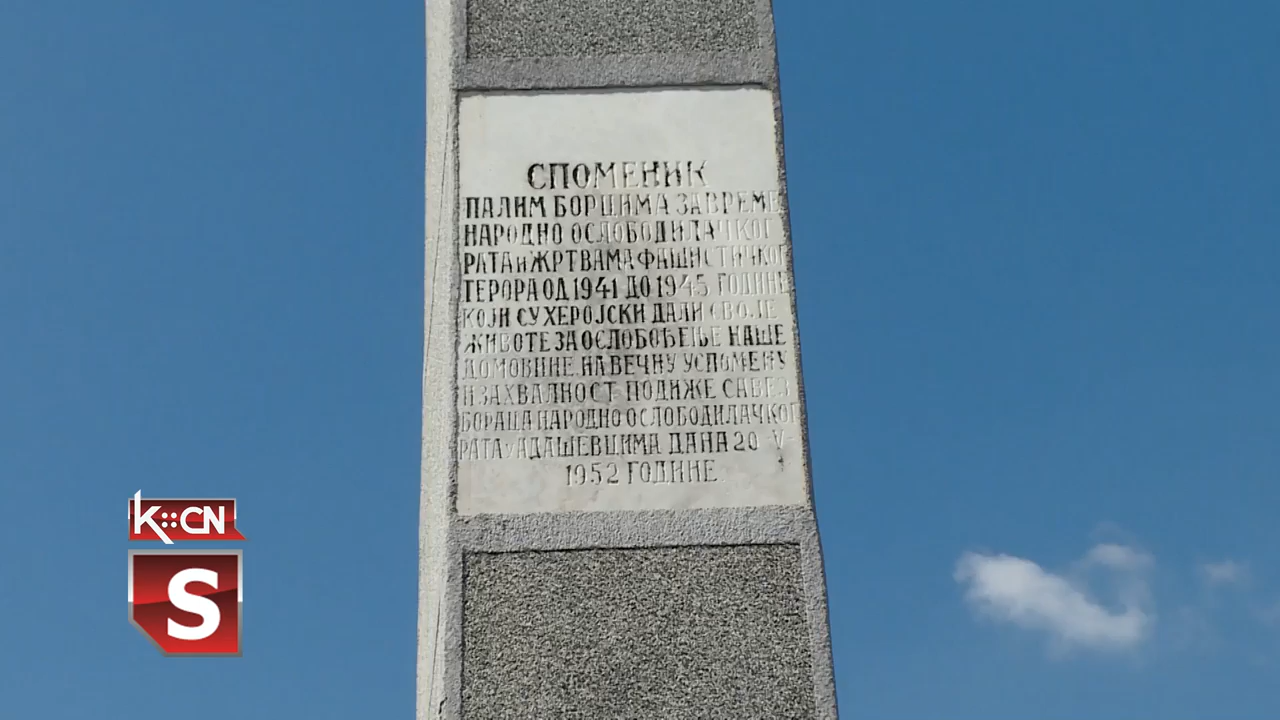 СПОМЕНИК
ПАЛИМ БОРЦИМА ЗА ВРЕМЕ
НАРОДНО ОСЛОБОДИЛАЧКОГ
РАТА и ЖРТВАМА ФАШИСТИЧКОГ
ТЕРОРА ОД 1941 ДО 1945 ГОДИНЕ
КОЈИ СУ ХЕРОЈСКИ ДАЛИ СВОЈЕ
ЖИВОТЕ ЗА ОСЛОБОЂЕЊЕ НАШЕ
ДОМОВИНЕ. НА ВЕЧНУ УСПОМЕНУ
И ЗАХВАЛНОСТ ПОДИЖЕ САВЕЗ
БОРАЦА НАРОДНО ОСЛОБОДИЛАЧКОГ
РАТА у АДАШЕВЦИМА ДАНА 20-V-
1952 ГОДИНЕ
K::CN
S